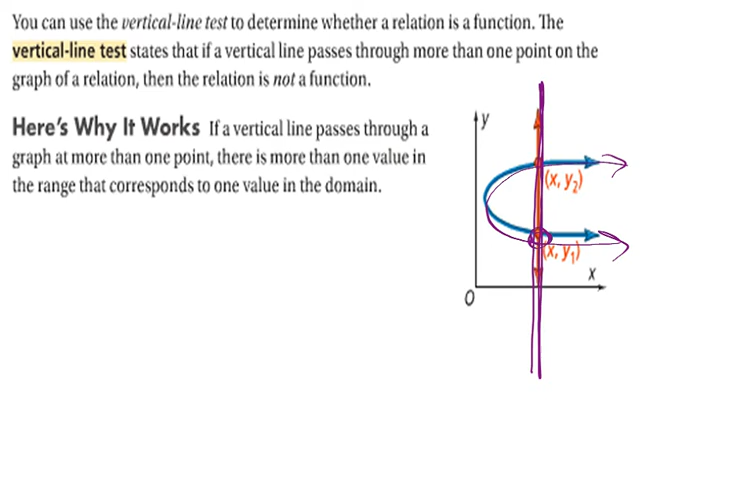 You can use the vertical-line test to determine whether a relation is a function. The
vertical-line test states that if a vertical line passes through more than one point on the
graph of a relation, then the relation is not a function.
Here's Why It Works If a vertical line passes through a
graph at more than one point, there is more than one value in
the range that corresponds to one value in the domain.
y
(x, y₂)
(x, y₁)
x
O